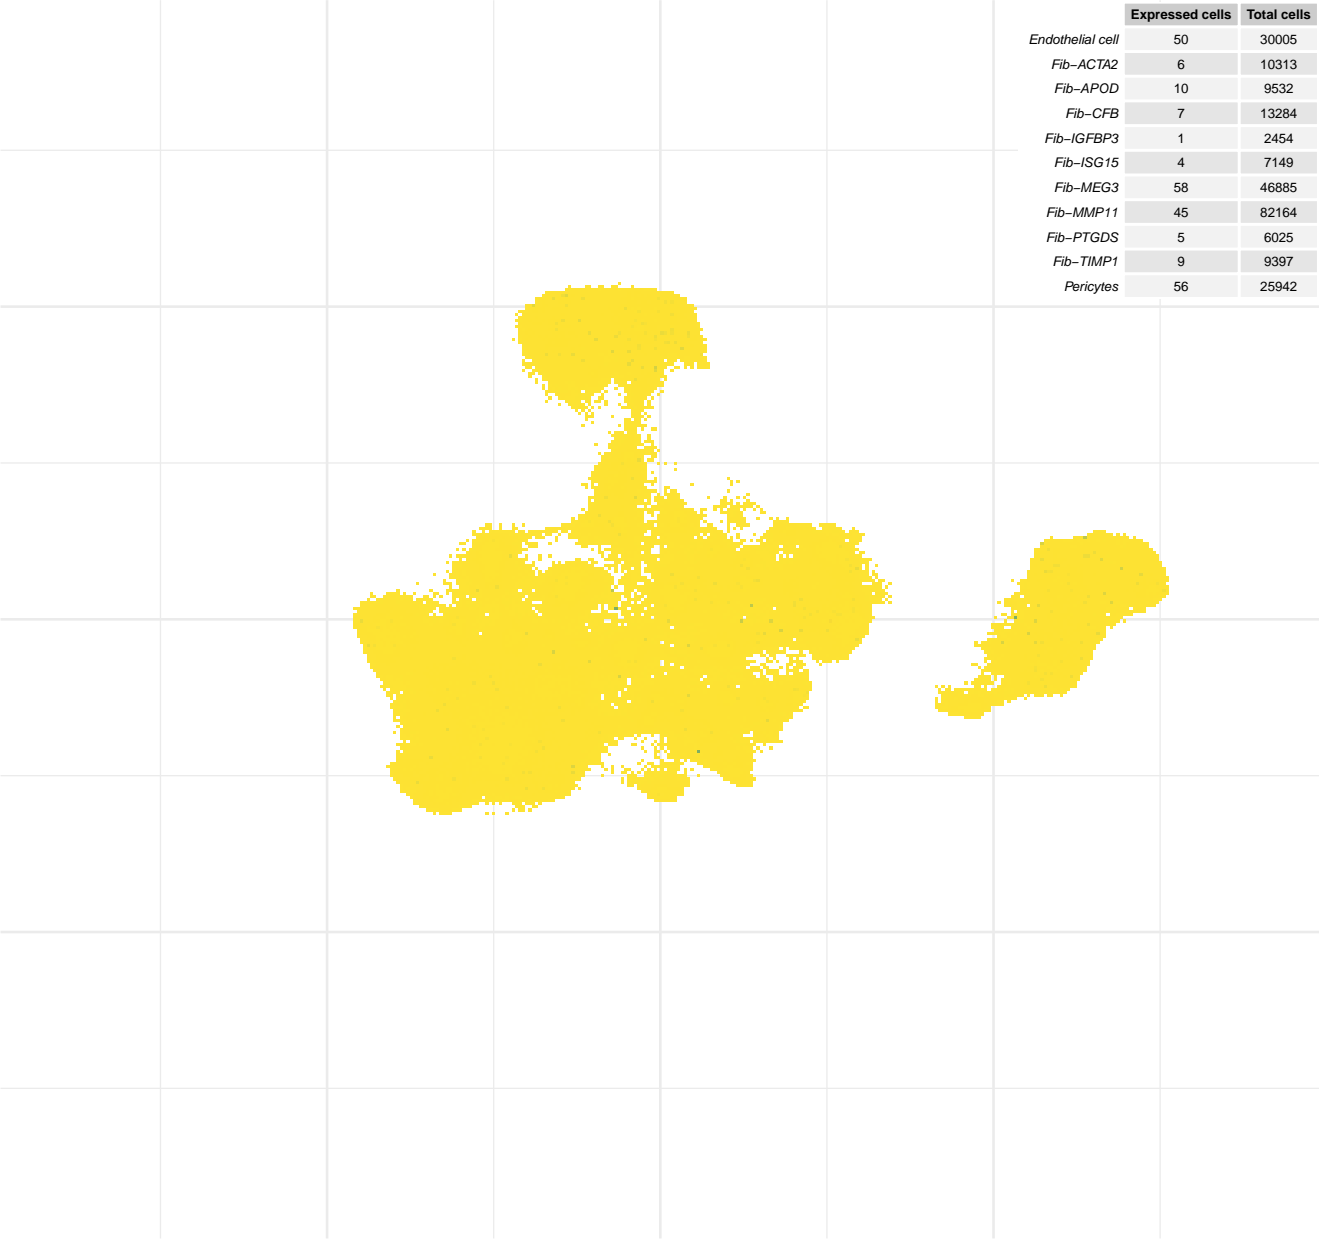 Expressed cells Total cells
Endothelial cell 50 30005
Fib−ACTA2 6 10313
Fib−APOD 10 9532
Fib−CFB 7 13284
Fib−IGFBP3 1 2454
Fib−ISG15 4 7149
Fib−MEG3 58 46885
Fib−MMP11 45 82164
Fib−PTGDS 5 6025
Fib−TIMP1 9 9397
Pericytes 56 25942